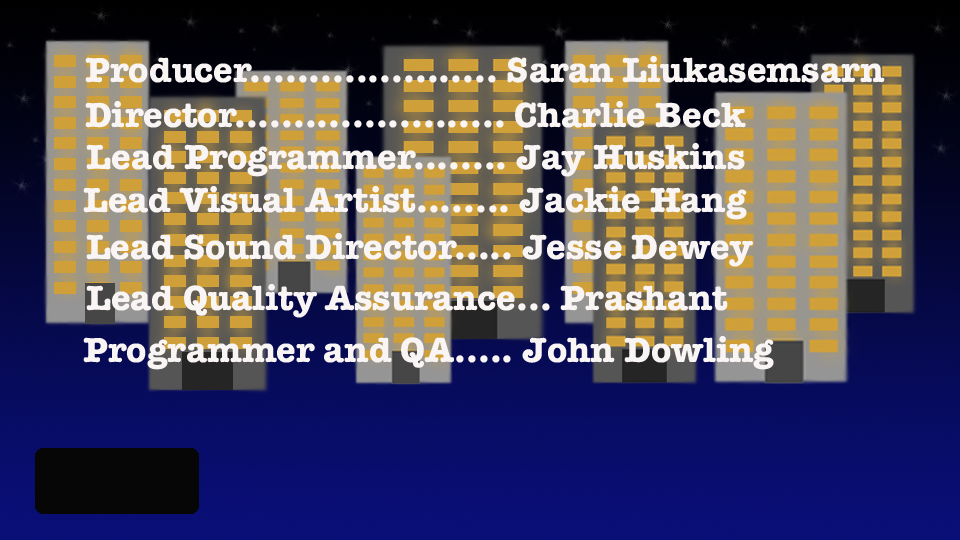 Producer..................... Saran Liukasemsarn
Director....................... Charlie Beck
Lead Programmer........ Jay Huskins
Lead Visual Artist........ Jackie Hang
Lead Sound Director..... Jesse Dewey
Lead Quality Assurance... Prashant
Programmer and QA..... John Dowling